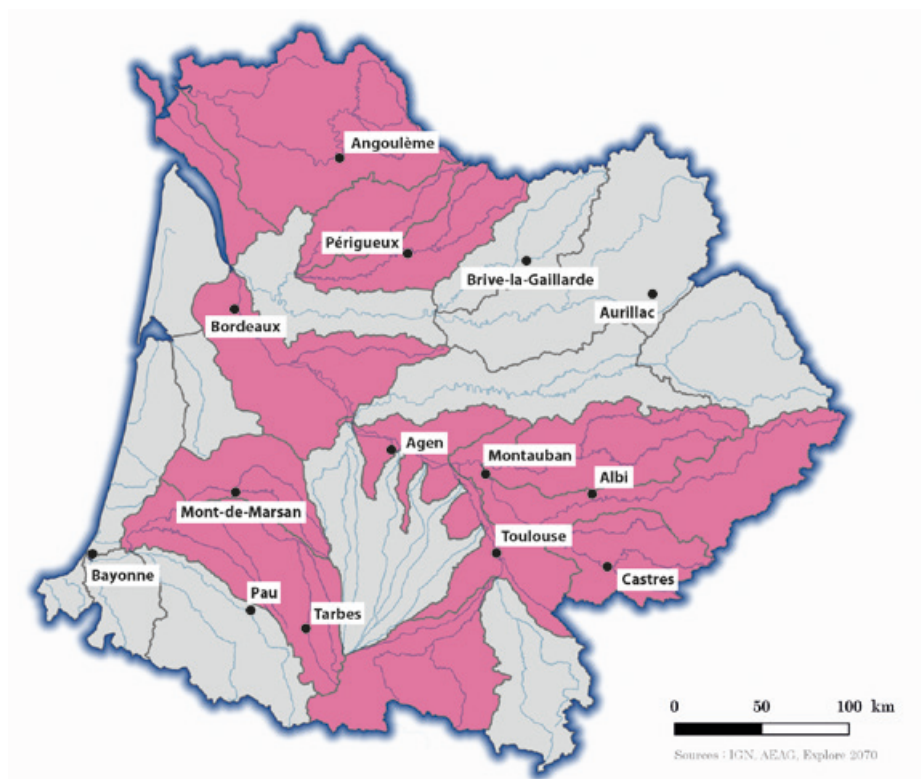 Angoulème
Périgueux
Brive-la-Gaillarde
Aurillac
Bordeaux
Agen
Montauban
Albi
Mont-de-Marsan
Toulouse
Bayonne
Castres
Pau
Tarbes
0 50 100 km
Sources : IGN, AEAG, Explore 2070